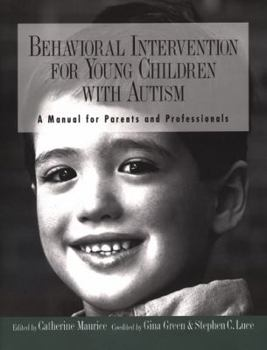 BEHAVIORAL INTERVENTION
FOR YOUNG CHILDREN
WITH AUTISM
A Manual for Parents and Professionals
Edited by Catherine Maurice Coedited by Gina Green & Stephen C. Luce